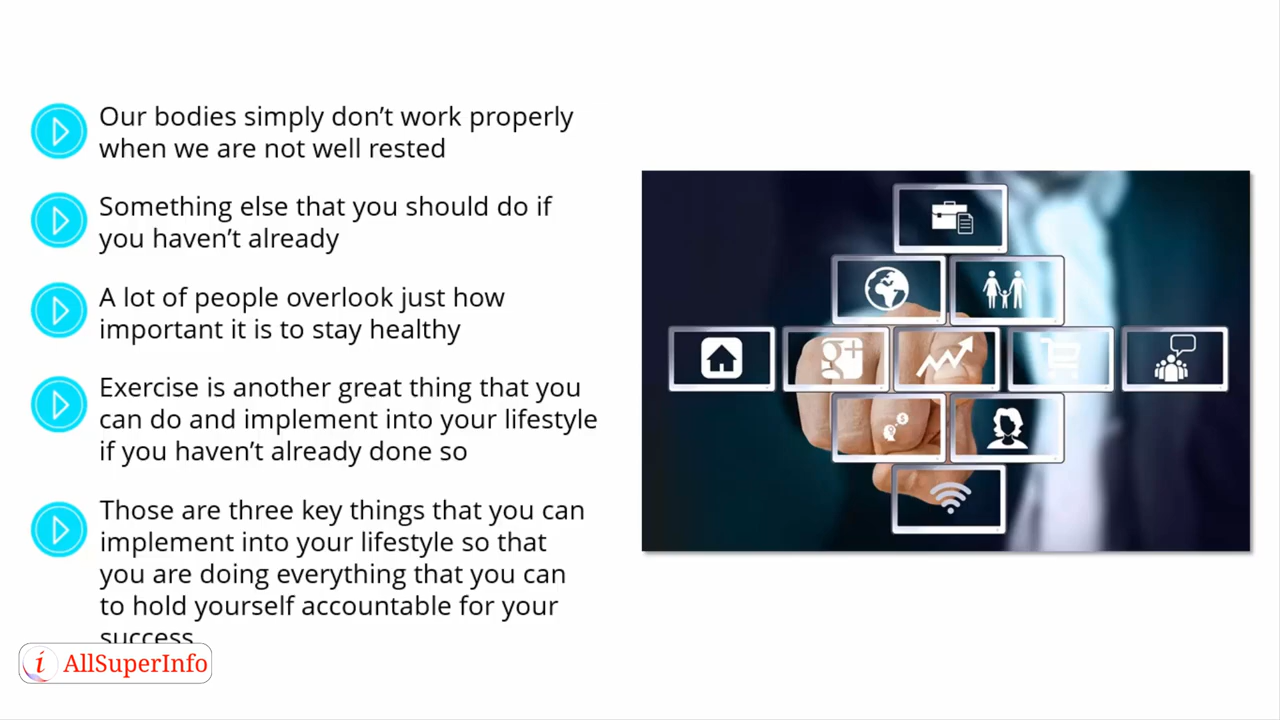 Our bodies simply don’t work properly
when we are not well rested
Something else that you should do if
you haven’t already
A lot of people overlook just how
important it is to stay healthy
Exercise is another great thing that you
can do and implement into your lifestyle
if you haven’t already done so
Those are three key things that you can
implement into your lifestyle so that
you are doing everything that you can
to hold yourself accountable for your
success
i AllSuperInfo